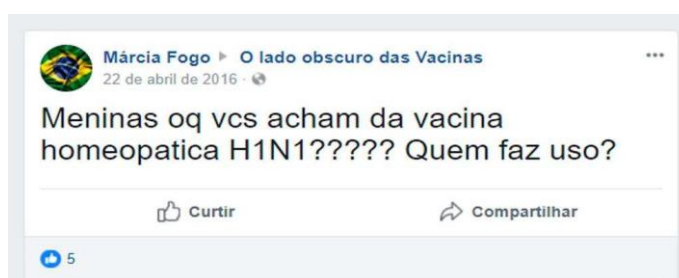 Márcia Fogo ▸ O lado obscuro das Vacinas
22 de abril de 2016 ·
Meninas oq vcs acham da vacina
homeopatica H1N1????? Quem faz uso?
Curtir Compartilhar
5